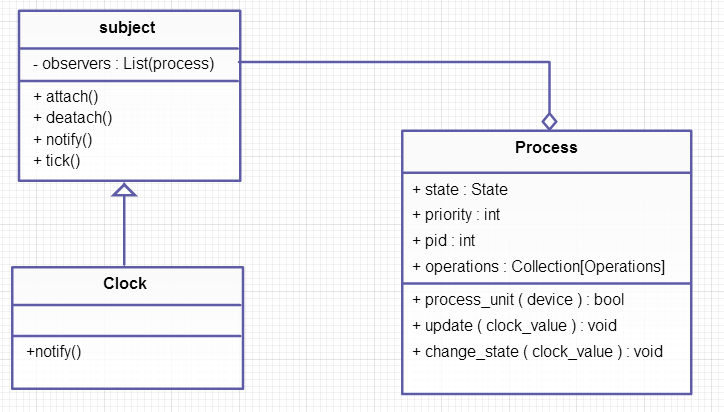 subject
- observers : List(process)
+ attach()
+ deatach()
+ notify()
+ tick()
Clock
+notify()
Process
+ state : State
+ priority : int
+ pid : int
+ operations : Collection[Operations]
+ process_unit ( device ) : bool
+ update ( clock_value ) : void
+ change_state ( clock_value ) : void